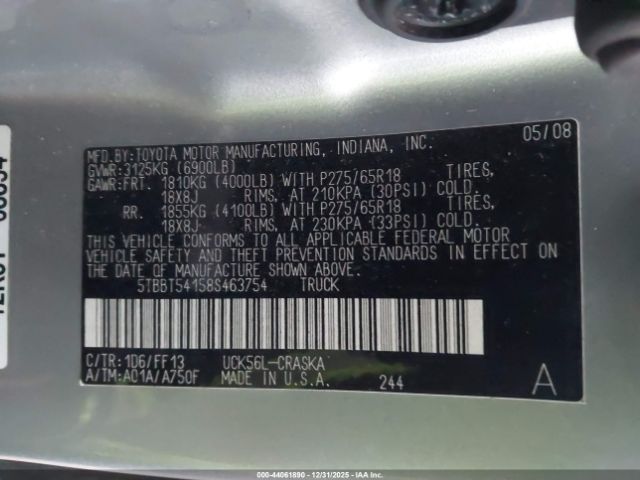 MFD. BY: TOYOTA MOTOR MANUFACTURING, INDIANA, INC. 05/08
GVWR: 3125KG (6900LB)
GAWR: FRT. 1810KG (4000LB) WITH P275/65R18 TIRES,
18X8J RIMS, AT 210KPA (30PSI) COLD.
RR. 1855KG (4100LB) WITH P275/65R18 TIRES,
18X8J RIMS, AT 230KPA (33PSI) COLD.
THIS VEHICLE CONFORMS TO ALL APPLICABLE FEDERAL MOTOR
VEHICLE SAFETY AND THEFT PREVENTION STANDARDS IN EFFECT ON
THE DATE OF MANUFACTURE SHOWN ABOVE.
5TBBT54158S463754 TRUCK
C/TR: 1D6/FF13 UCK56L-CRASKA
A/TM: A01A/A750F MADE IN U.S.A. 244 A
000-44061890 - 12/31/2025 - IAAI.COM